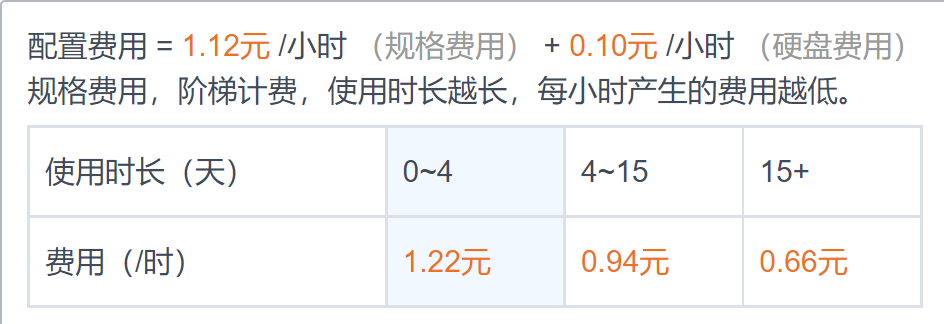 配置费用 = 1.12元 /小时 （规格费用） + 0.10元 /小时 （硬盘费用）
规格费用，阶梯计费，使用时长越长，每小时产生的费用越低。
使用时长（天） 0~4 4~15 15+
费用（/时） 1.22元 0.94元 0.66元